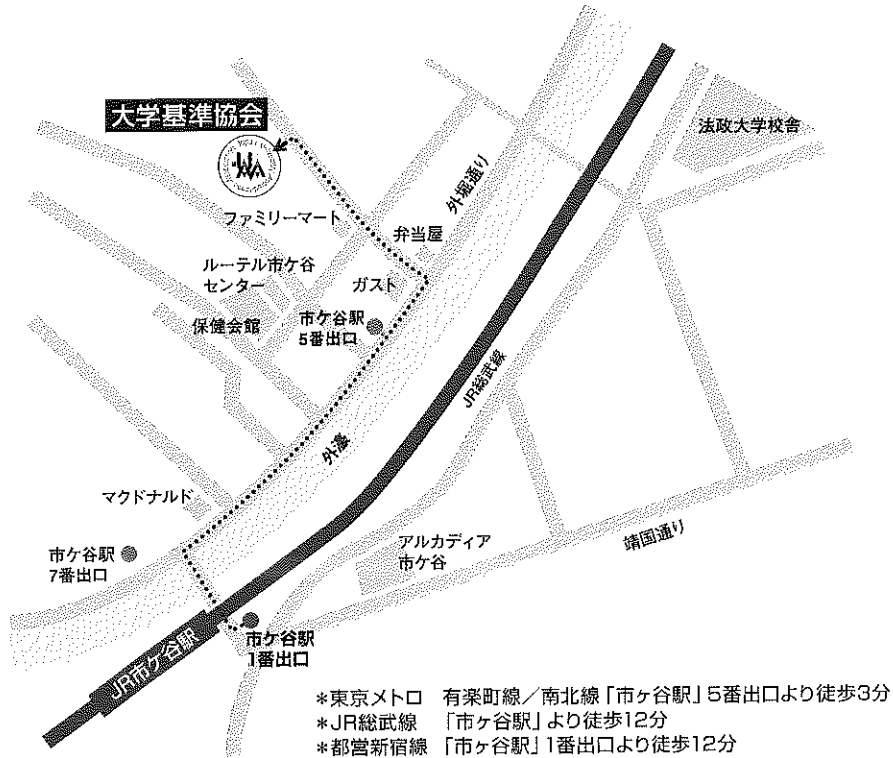 大学基準協会
法政大学校舎
外堀通り
ファミリーマート
弁当屋
ルーテル市ケ谷
センター
ガスト
保健会館
市ケ谷駅
5番出口
JR総武線
外濠
マクドナルド
靖国通り
アルカディア
市ケ谷
市ケ谷駅
7番出口
市ケ谷駅
1番出口
JR市ケ谷駅
*東京メトロ 有楽町線／南北線「市ヶ谷駅」5番出口より徒歩3分
*JR総武線 「市ヶ谷駅」より徒歩12分
*都営新宿線 「市ヶ谷駅」1番出口より徒歩12分